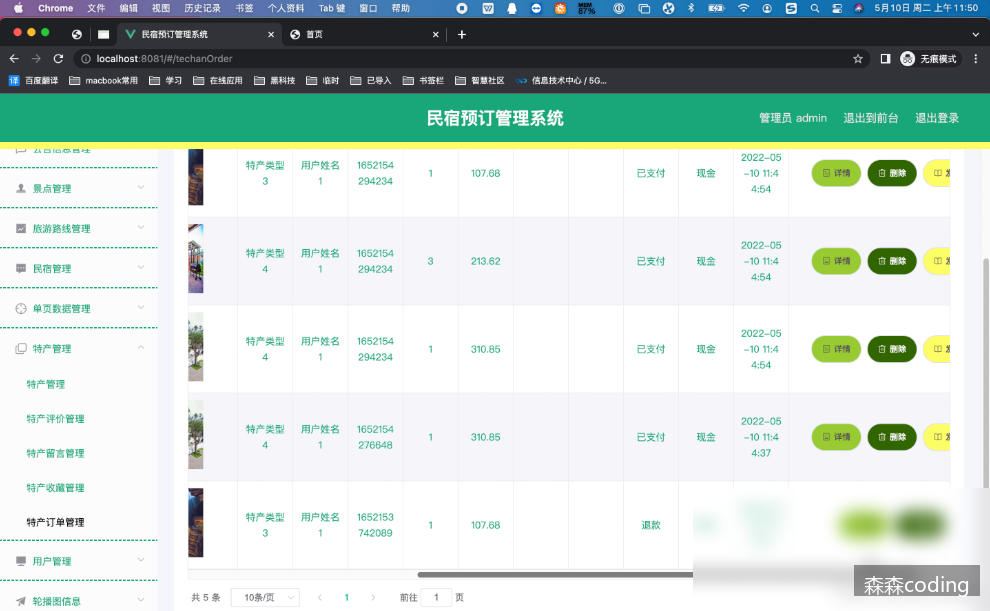 Chrome 文件 编辑 视图 历史记录 书签 个人资料 Tab 键 窗口 帮助 MEM 87% 5月10日 周二 上午11:50
民宿预订管理系统 首页
localhost:8081/#/techanOrder 无痕模式
译 百度翻译 macbook常用 学习 在线应用 黑科技 临时 已导入 书签栏 智慧社区 信息技术中心 / 5G...
民宿预订管理系统 管理员 admin 退出到前台 退出登录
公告信息管理
景点管理
旅游路线管理
民宿管理
单页数据管理
特产管理
特产管理
特产评价管理
特产留言管理
特产收藏管理
特产订单管理
用户管理
轮播图信息
特产类型3 用户姓名1 1652154294234 1 107.68 已支付 现金 2022-05-10 11:44:54 详情 删除
特产类型4 用户姓名1 1652154294234 3 213.62 已支付 现金 2022-05-10 11:44:54 详情 删除
特产类型4 用户姓名1 1652154294234 1 310.85 已支付 现金 2022-05-10 11:44:54 详情 删除
特产类型4 用户姓名1 1652154276648 1 310.85 已支付 现金 2022-05-10 11:44:37 详情 删除
特产类型3 用户姓名1 1652153742089 1 107.68 退款
共 5 条 10条/页 1 前往 1 页
森森coding